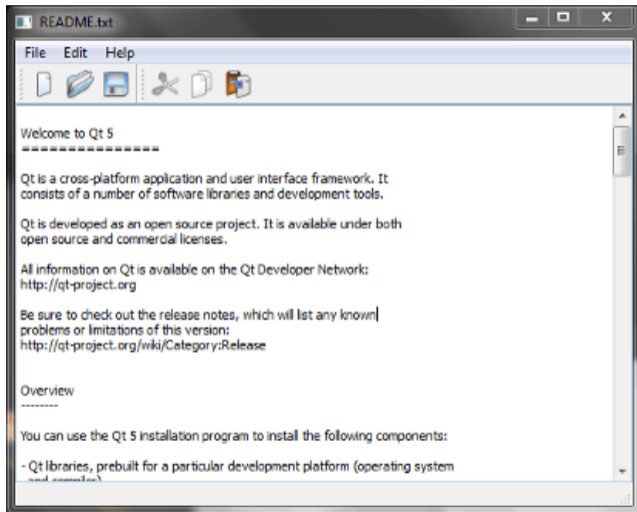 README.txt
File Edit Help
Welcome to Qt 5
===============
Qt is a cross-platform application and user interface framework. It
consists of a number of software libraries and development tools.
Qt is developed as an open source project. It is available under both
open source and commercial licenses.
All information on Qt is available on the Qt Developer Network:
http://qt-project.org
Be sure to check out the release notes, which will list any known
problems or limitations of this version:
http://qt-project.org/wiki/Category:Release
Overview
--------
You can use the Qt 5 installation program to install the following components:
- Qt libraries, prebuilt for a particular development platform (operating system
and compiler)